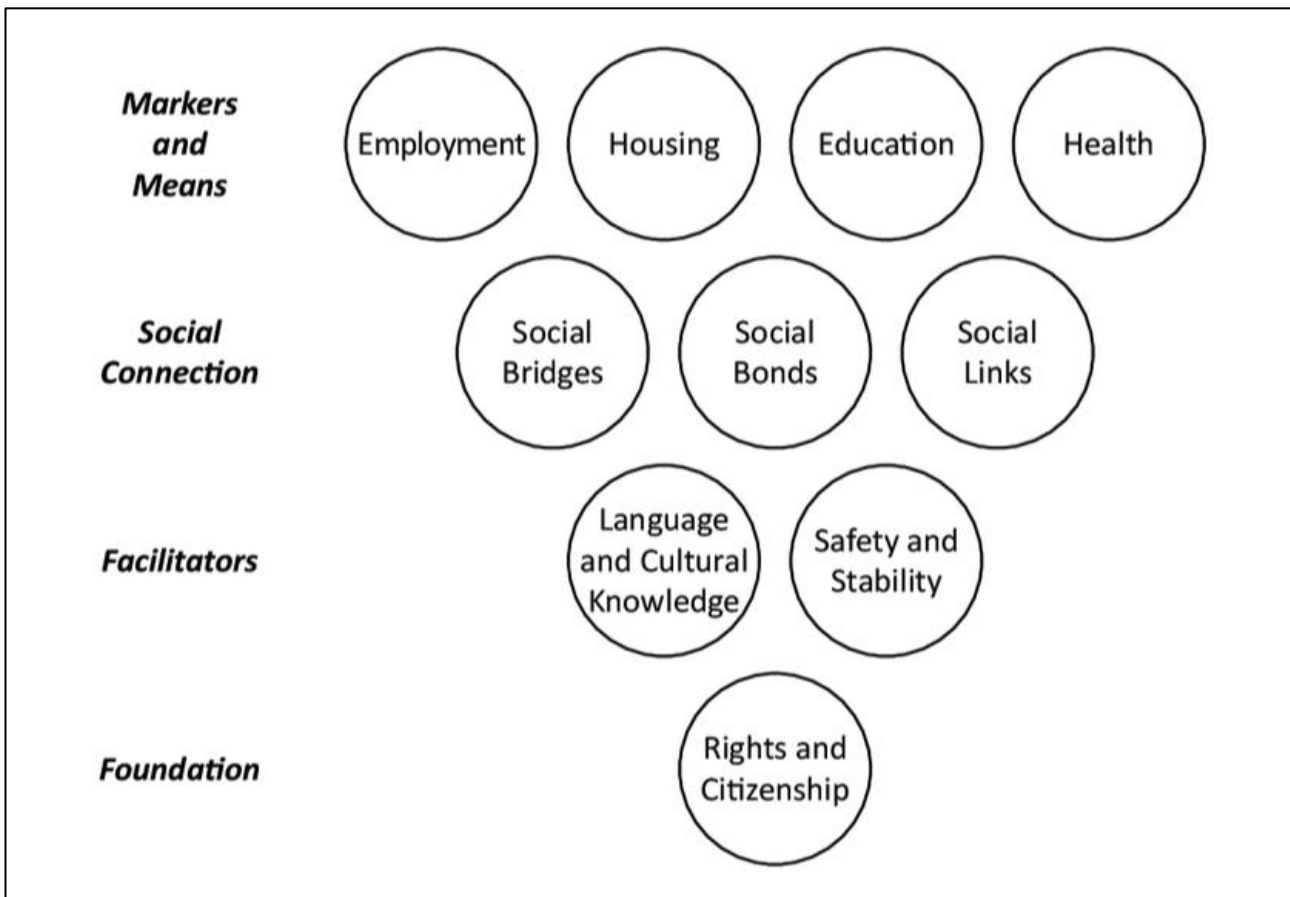 Markers
and
Means
Employment
Housing
Education
Health
Social
Connection
Social
Bridges
Social
Bonds
Social
Links
Facilitators
Language
and Cultural
Knowledge
Safety and
Stability
Foundation
Rights and
Citizenship